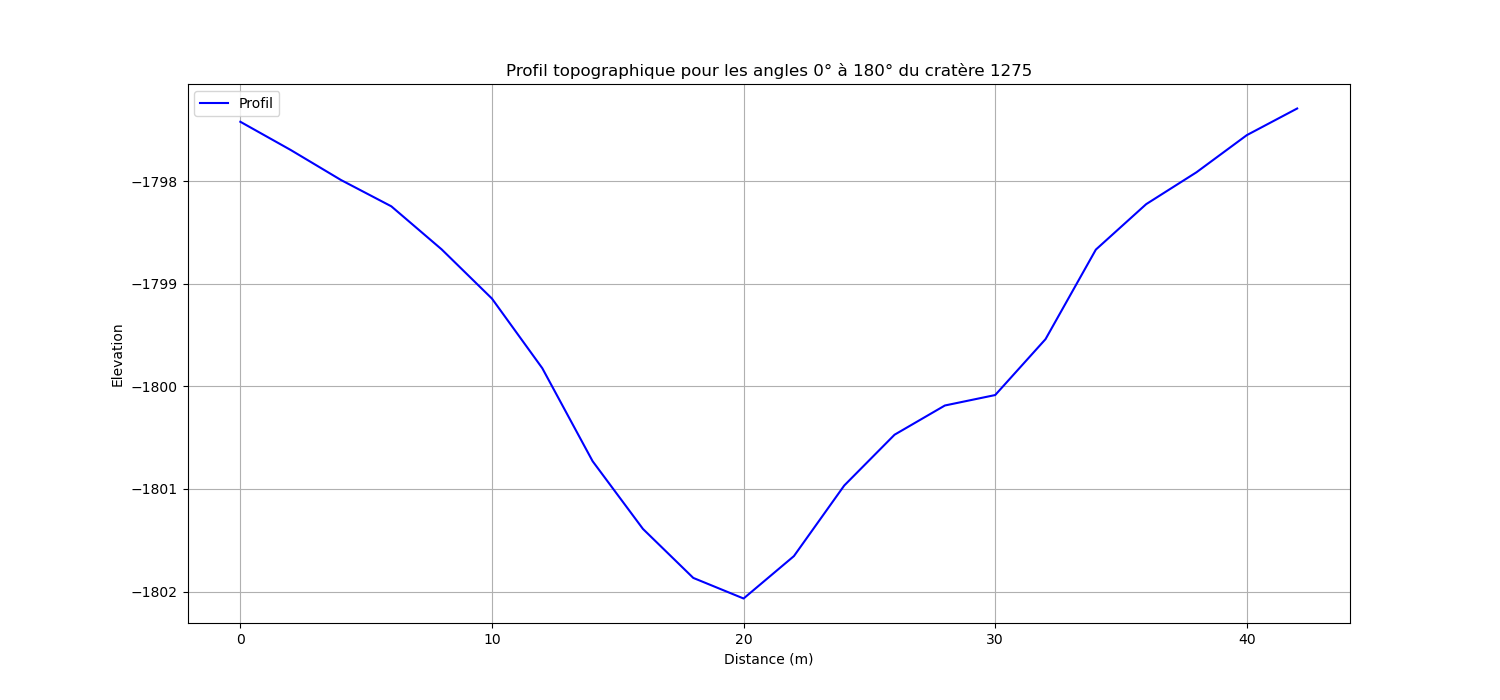 Profil topographique pour les angles 0° à 180° du cratère 1275
Profil
−1798
−1799
−1800
−1801
−1802
Elevation
0 10 20 30 40
Distance (m)